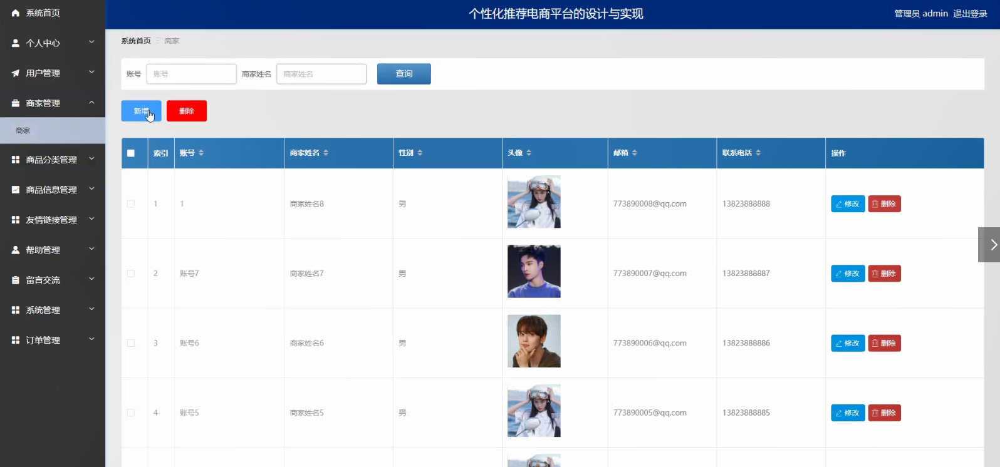 个性化推荐电商平台的设计与实现
管理员 admin 退出登录
系统首页
个人中心
用户管理
商家管理
商家
商品分类管理
商品信息管理
友情链接管理
帮助管理
留言交流
系统管理
订单管理
系统首页 商家
账号 账号 商家姓名 商家姓名 查询
新增 删除
索引 账号 商家姓名 性别 头像 邮箱 联系电话 操作
1 1 商家姓名8 男 773890008@qq.com 13823888888 修改 删除
2 账号7 商家姓名7 男 773890007@qq.com 13823888887 修改 删除
3 账号6 商家姓名6 男 773890006@qq.com 13823888886 修改 删除
4 账号5 商家姓名5 男 773890005@qq.com 13823888885 修改 删除